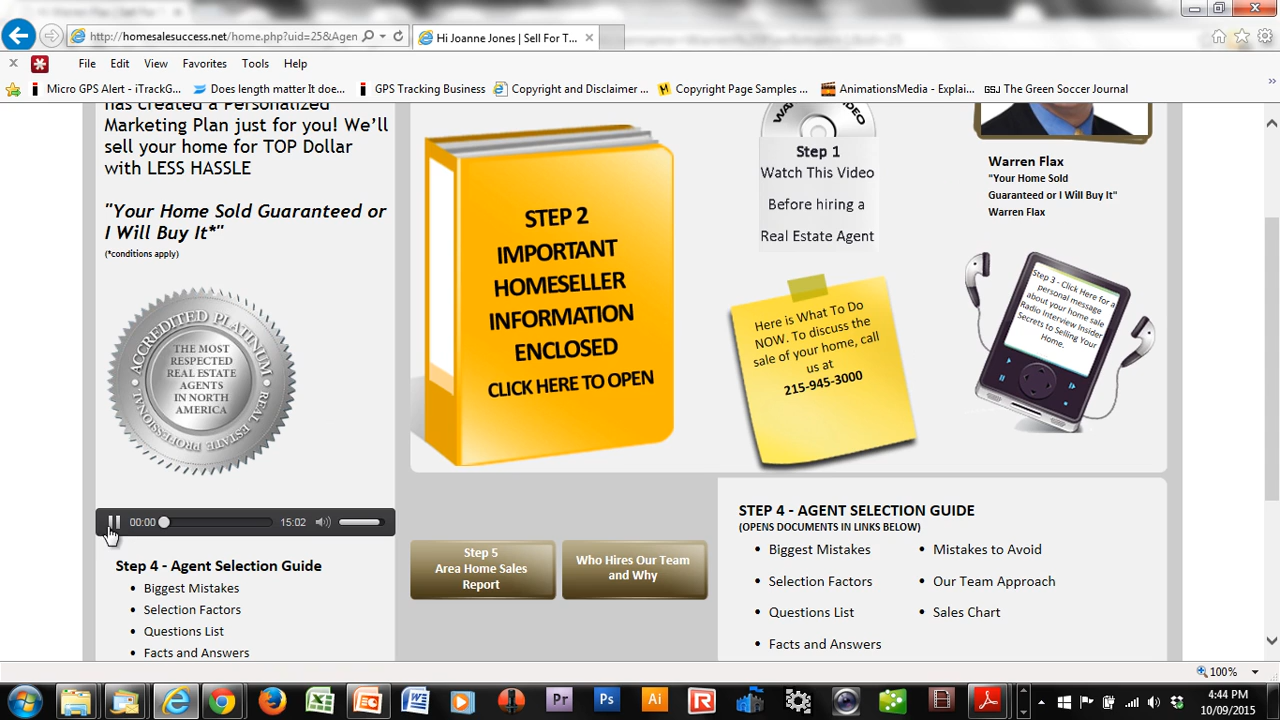 http://homesalesuccess.net/home.php?uid=25&Agen
Hi Joanne Jones | Sell For T...
File Edit View Favorites Tools Help
Micro GPS Alert - iTrackG... Does length matter It doe... GPS Tracking Business Copyright and Disclaimer ... Copyright Page Samples ... AnimationsMedia - Explai... The Green Soccer Journal
has created a Personalized
Marketing Plan just for you! We'll
sell your home for TOP Dollar
with LESS HASSLE
"Your Home Sold Guaranteed or
I Will Buy It*"
(*conditions apply)
ACCREDITED PLATINUM
THE MOST
RESPECTED
REAL ESTATE
AGENTS
IN NORTH
AMERICA
REAL ESTATE PROFESSIONAL
00:00 15:02
Step 4 - Agent Selection Guide
• Biggest Mistakes
• Selection Factors
• Questions List
• Facts and Answers
STEP 2
IMPORTANT
HOMESELLER
INFORMATION
ENCLOSED
CLICK HERE TO OPEN
VIDEO
Step 1
Watch This Video
Before hiring a
Real Estate Agent
Here is What To Do
NOW. To discuss the
sale of your home, call
us at
215-945-3000
Warren Flax
"Your Home Sold
Guaranteed or I Will Buy It"
Warren Flax
Step 3 - Click Here for a
personal message
about your home sale
Radio Interview Insider
Secrets to Selling Your
Home.
Step 5
Area Home Sales
Report
Who Hires Our Team
and Why
STEP 4 - AGENT SELECTION GUIDE
(OPENS DOCUMENTS IN LINKS BELOW)
• Biggest Mistakes
• Selection Factors
• Questions List
• Facts and Answers
• Mistakes to Avoid
• Our Team Approach
• Sales Chart
100%
4:44 PM
10/09/2015